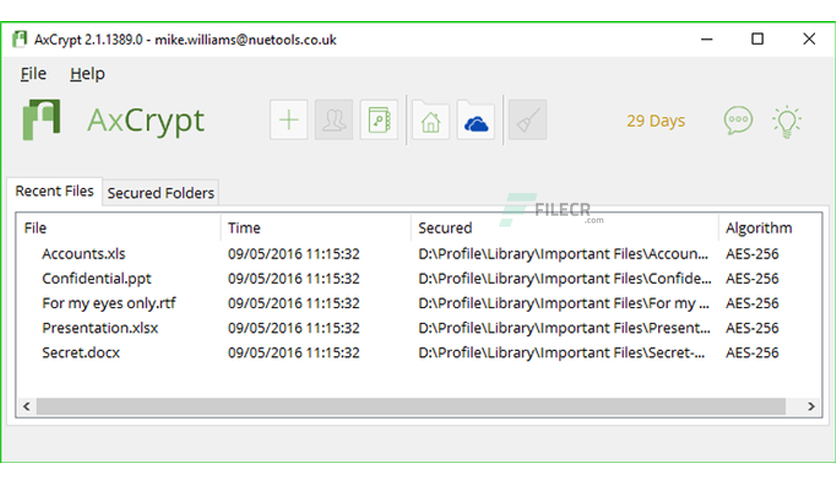 AxCrypt 2.1.1389.0 - mike.williams@nuetools.co.uk
File Help
AxCrypt 29 Days
Recent Files Secured Folders
FILECR
.com
File Time Secured Algorithm
Accounts.xls 09/05/2016 11:15:32 D:\Profile\Library\Important Files\Accoun... AES-256
Confidential.ppt 09/05/2016 11:15:32 D:\Profile\Library\Important Files\Confide... AES-256
For my eyes only.rtf 09/05/2016 11:15:32 D:\Profile\Library\Important Files\For my ... AES-256
Presentation.xlsx 09/05/2016 11:15:32 D:\Profile\Library\Important Files\Present... AES-256
Secret.docx 09/05/2016 11:15:32 D:\Profile\Library\Important Files\Secret-... AES-256